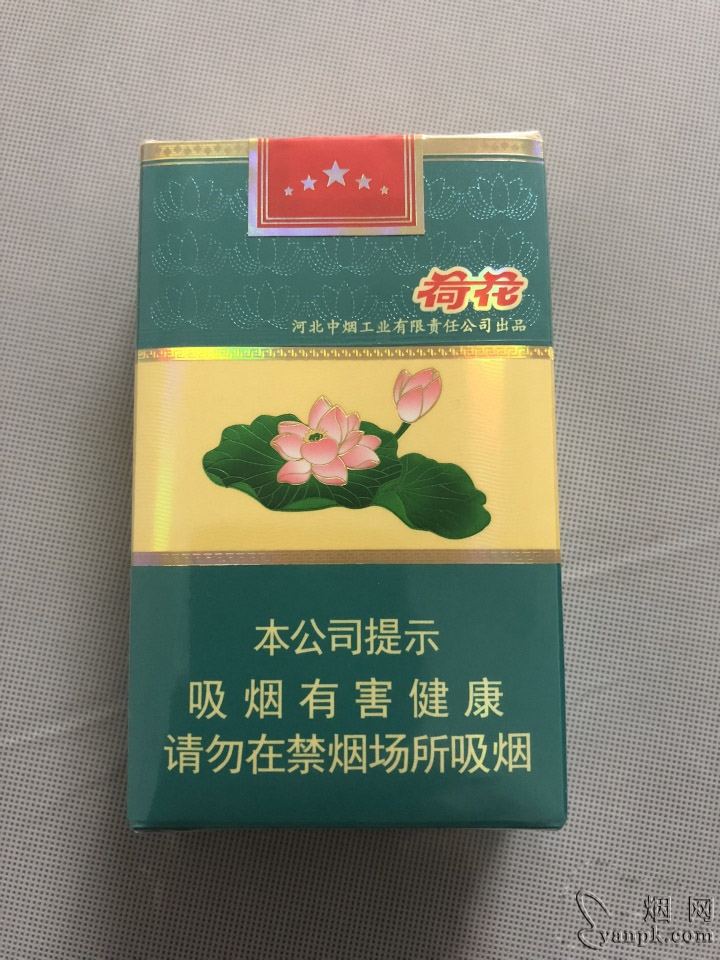 荷花
河北中烟工业有限責任公司出品
本公司提示
吸烟有害健康
请勿在禁烟场所吸烟
烟网
yanpk.com